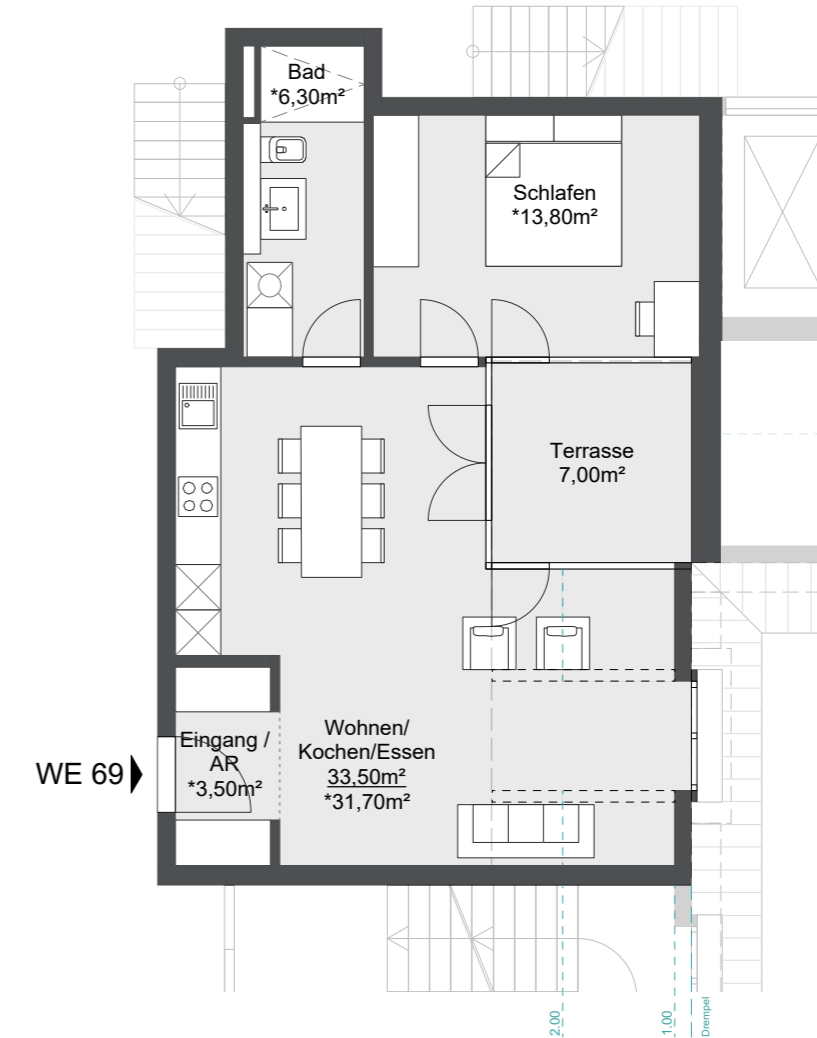 Bad
*6,30m²
Schlafen
*13,80m²
Terrasse
7,00m²
Eingang /
AR
*3,50m²
Wohnen/
Kochen/Essen
33,50m²
*31,70m²
WE 69
2.00
1.00
Drempel